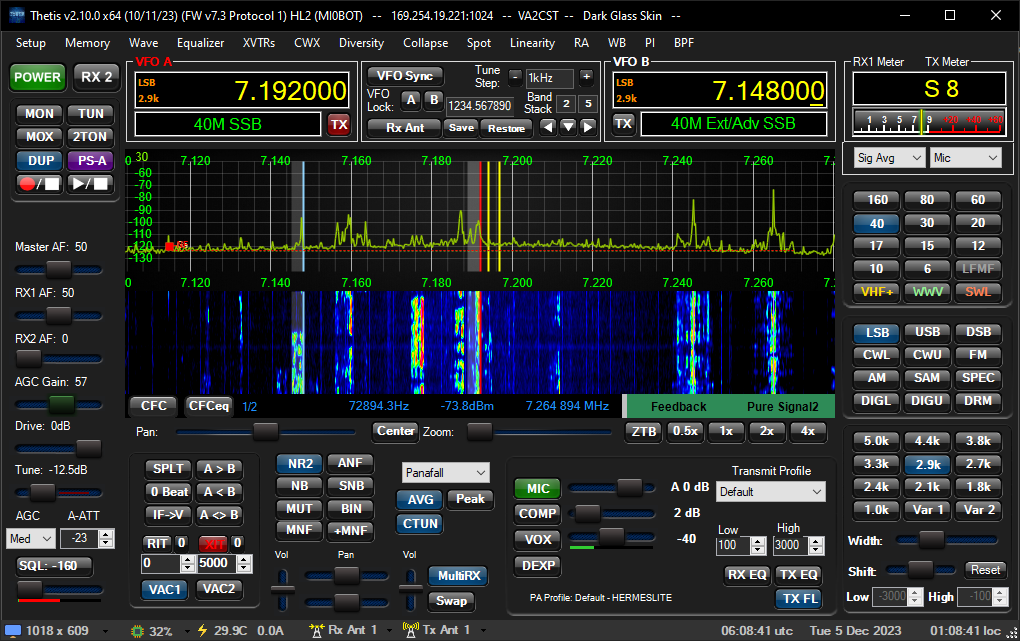 Thetis v2.10.0 x64 (10/11/23) (FW v7.3 Protocol 1) HL2 (MI0BOT) -- 169.254.19.221:1024 -- VA2CST -- Dark Glass Skin --
Setup Memory Wave Equalizer XVTRs CWX Diversity Collapse Spot Linearity RA WB PI BPF
POWER RX 2
MON TUN
MOX 2TON
DUP PS-A
VFO A
LSB 7.192000
2.9k
40M SSB TX
VFO Sync
VFO Lock: A B
Tune Step: - 1kHz +
1234.567890 Band Stack 2 5
Rx Ant Save Restore
VFO B
LSB 7.148000
2.9k
TX 40M Ext/Adv SSB
RX1 Meter TX Meter
S 8
1 3 5 7 9 +20 +40 +60
Sig Avg Mic
Master AF: 50
RX1 AF: 50
RX2 AF: 0
AGC Gain: 57
Drive: 0dB
Tune: -12.5dB
AGC A-ATT
Med -23
SQL: -160
0 30 7.120 7.140 7.160 7.180 7.200 7.220 7.240 7.260 7.
-60
-70
-80
-90
-100
-110
-120
-130
0 7.120 7.140 7.160 7.180 7.200 7.220 7.240 7.260 7.2
CFC CFCeq 1/2 72894.3Hz -73.8dBm 7.264 894 MHz Feedback Pure Signal2
Pan: Center Zoom: ZTB 0.5x 1x 2x 4x
160 80 60
40 30 20
17 15 12
10 6 LFMF
VHF+ WWV SWL
LSB USB DSB
CWL CWU FM
AM SAM SPEC
DIGL DIGU DRM
5.0k 4.4k 3.8k
3.3k 2.9k 2.7k
2.4k 2.1k 1.8k
1.0k Var 1 Var 2
Width:
Shift: Reset
Low -3000 High -100
SPLT A > B
0 Beat A < B
IF->V A <> B
RIT 0 XIT 0
0 5000
VAC1 VAC2
NR2 ANF
NB SNB
MUT BIN
MNF +MNF
Vol Pan Vol
Panafall
AVG Peak
CTUN
MultiRX
Swap
MIC A 0 dB
COMP 2 dB
VOX -40
DEXP
Transmit Profile
Default
Low High
100 3000
RX EQ TX EQ
TX FL
PA Profile: Default - HERMESLITE
1018 x 609 32% 29.9C 0.0A Rx Ant 1 Tx Ant 1 06:08:41 utc Tue 5 Dec 2023 01:08:41 loc